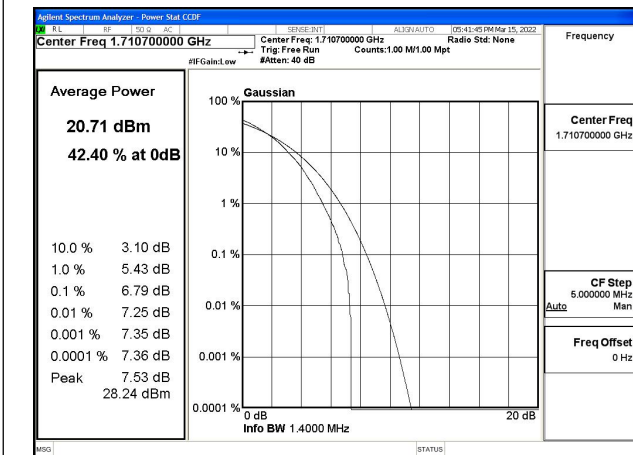 Agilent Spectrum Analyzer - Power Stat CCDF
RL RF 50 Ω AC SENSE:INT ALIGN AUTO 05:41:45 PM Mar 15, 2022
Center Freq 1.710700000 GHz
Center Freq: 1.710700000 GHz Radio Std: None
Trig: Free Run Counts:1.00 M/1.00 Mpt
#IFGain:Low #Atten: 40 dB
Frequency
Average Power
20.71 dBm
42.40 % at 0dB
10.0 % 3.10 dB
1.0 % 5.43 dB
0.1 % 6.79 dB
0.01 % 7.25 dB
0.001 % 7.35 dB
0.0001 % 7.36 dB
Peak 7.53 dB
28.24 dBm
Gaussian
100 %
10 %
1 %
0.1 %
0.01 %
0.001 %
0.0001 %
0 dB 20 dB
Info BW 1.4000 MHz
Center Freq
1.710700000 GHz
CF Step
5.000000 MHz
Auto Man
Freq Offset
0 Hz
MSG STATUS